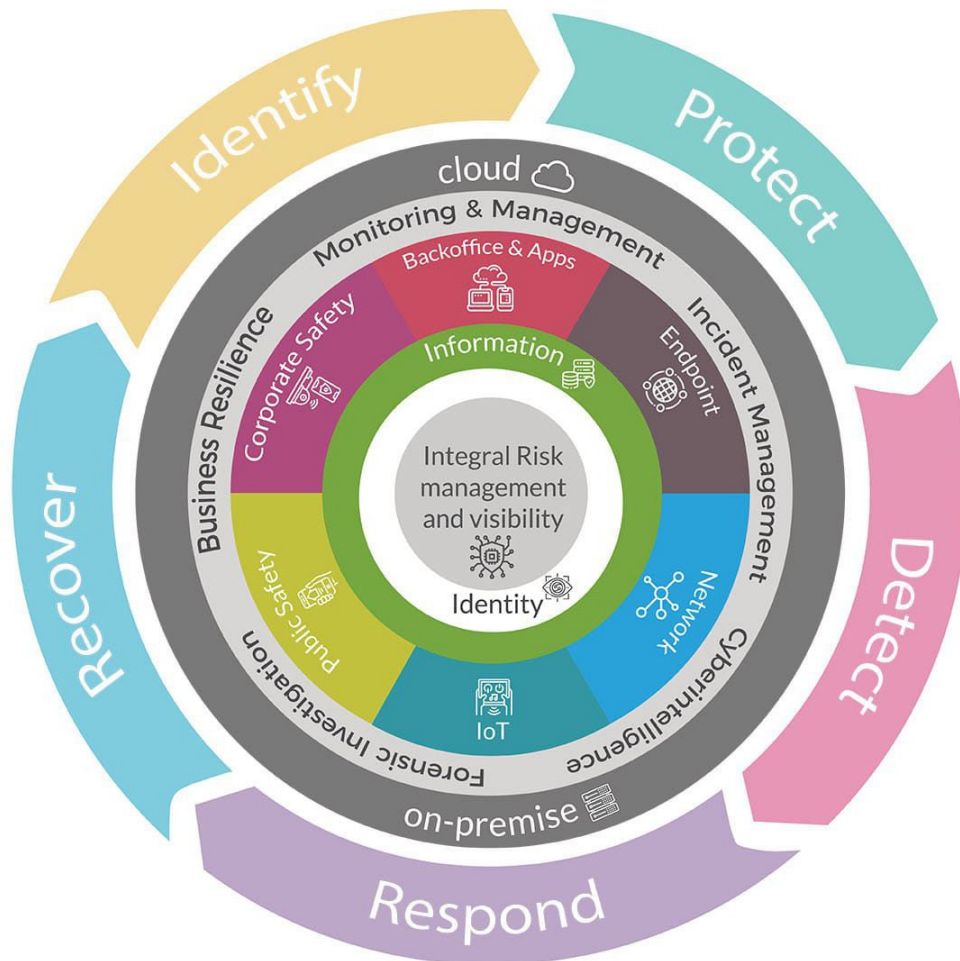 Identify
Protect
Detect
Respond
Recover
cloud
on-premise
Monitoring & Management
Incident Management
Cyberintelligence
Forensic Investigation
Business Resilience
Backoffice & Apps
Endpoint
Network
IoT
Public Safety
Corporate Safety
Information
Integral Risk
management
and visibility
Identity